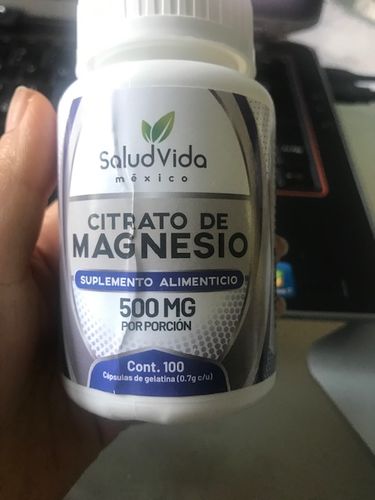 SaludVida
méxico
CITRATO DE
MAGNESIO
SUPLEMENTO ALIMENTICIO
500 MG
POR PORCIÓN
Cont. 100
Cápsulas de gelatina (0.7g c/u)